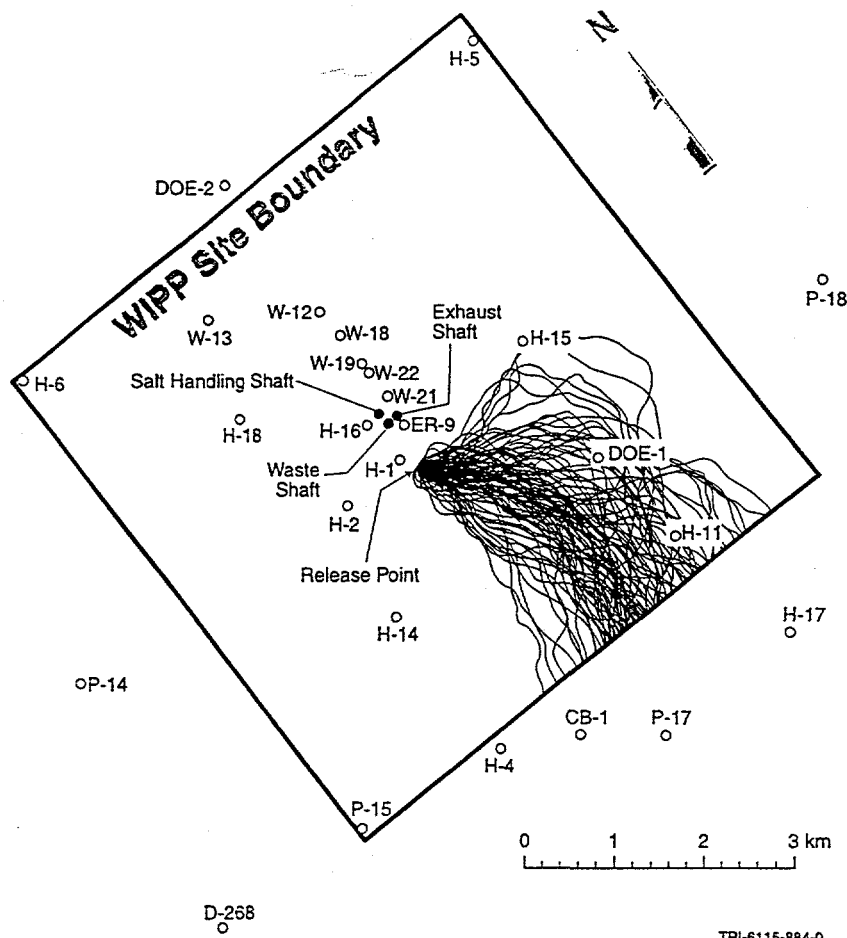 N
H-5
DOE-2
WIPP Site Boundary
P-18
W-12
Exhaust
Shaft
W-13
W-18
H-15
W-19
W-22
Salt Handling Shaft
H-6
W-21
H-18
H-16
ER-9
DOE-1
H-1
Waste
Shaft
H-2
H-11
Release Point
H-14
H-17
P-14
CB-1
P-17
H-4
P-15
0 1 2 3 km
D-268
TRI-6115-884-0